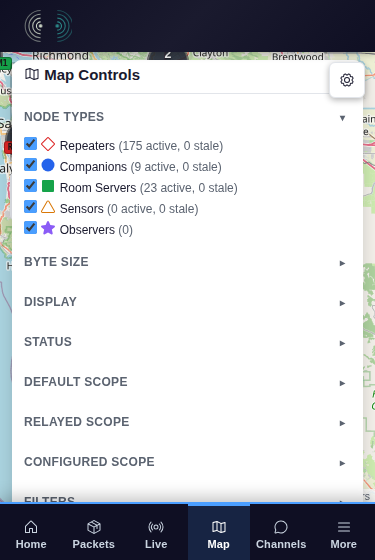 Richmond
2
Clayton
Brentwood
Map Controls
NODE TYPES
Repeaters (175 active, 0 stale)
Companions (9 active, 0 stale)
Room Servers (23 active, 0 stale)
Sensors (0 active, 0 stale)
Observers (0)
BYTE SIZE
DISPLAY
STATUS
DEFAULT SCOPE
RELAYED SCOPE
CONFIGURED SCOPE
FILTERS
Home
Packets
Live
Map
Channels
More